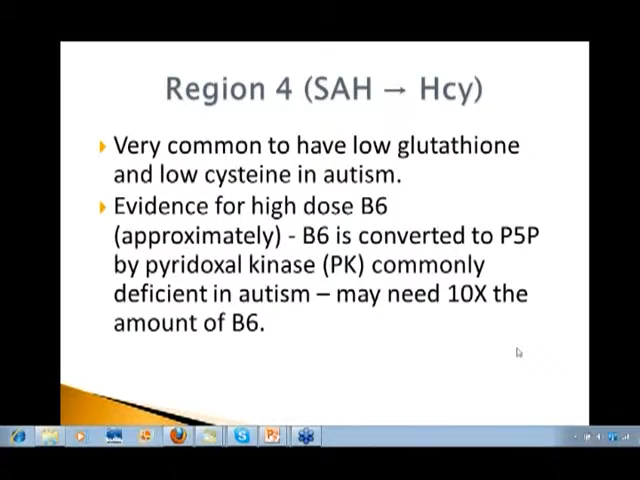 Region 4 (SAH → Hcy)
Very common to have low glutathione
and low cysteine in autism.
Evidence for high dose B6
(approximately) - B6 is converted to P5P
by pyridoxal kinase (PK) commonly
deficient in autism – may need 10X the
amount of B6.